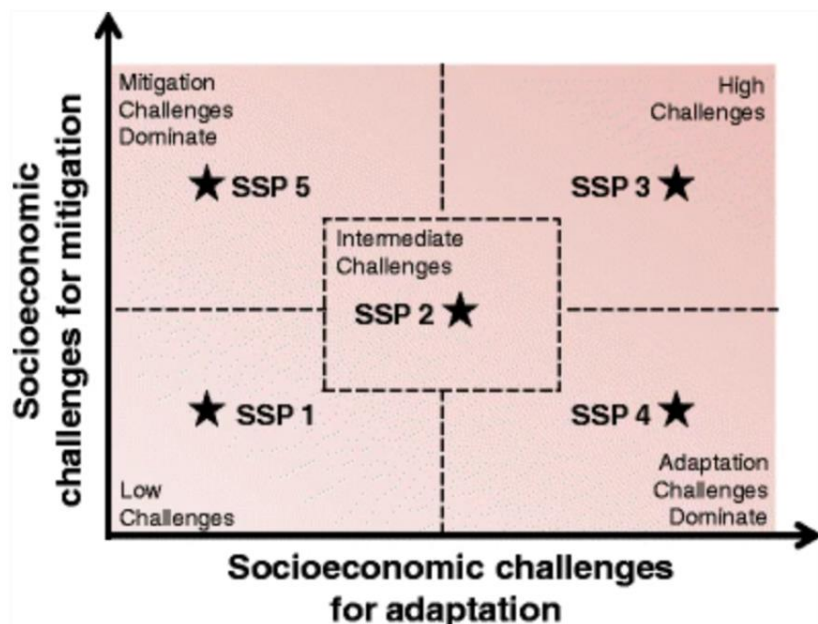 Socioeconomic
challenges for mitigation
Mitigation
Challenges
Dominate
SSP 5
High
Challenges
SSP 3
Intermediate
Challenges
SSP 2
SSP 1
Low
Challenges
SSP 4
Adaptation
Challenges
Dominate
Socioeconomic challenges
for adaptation